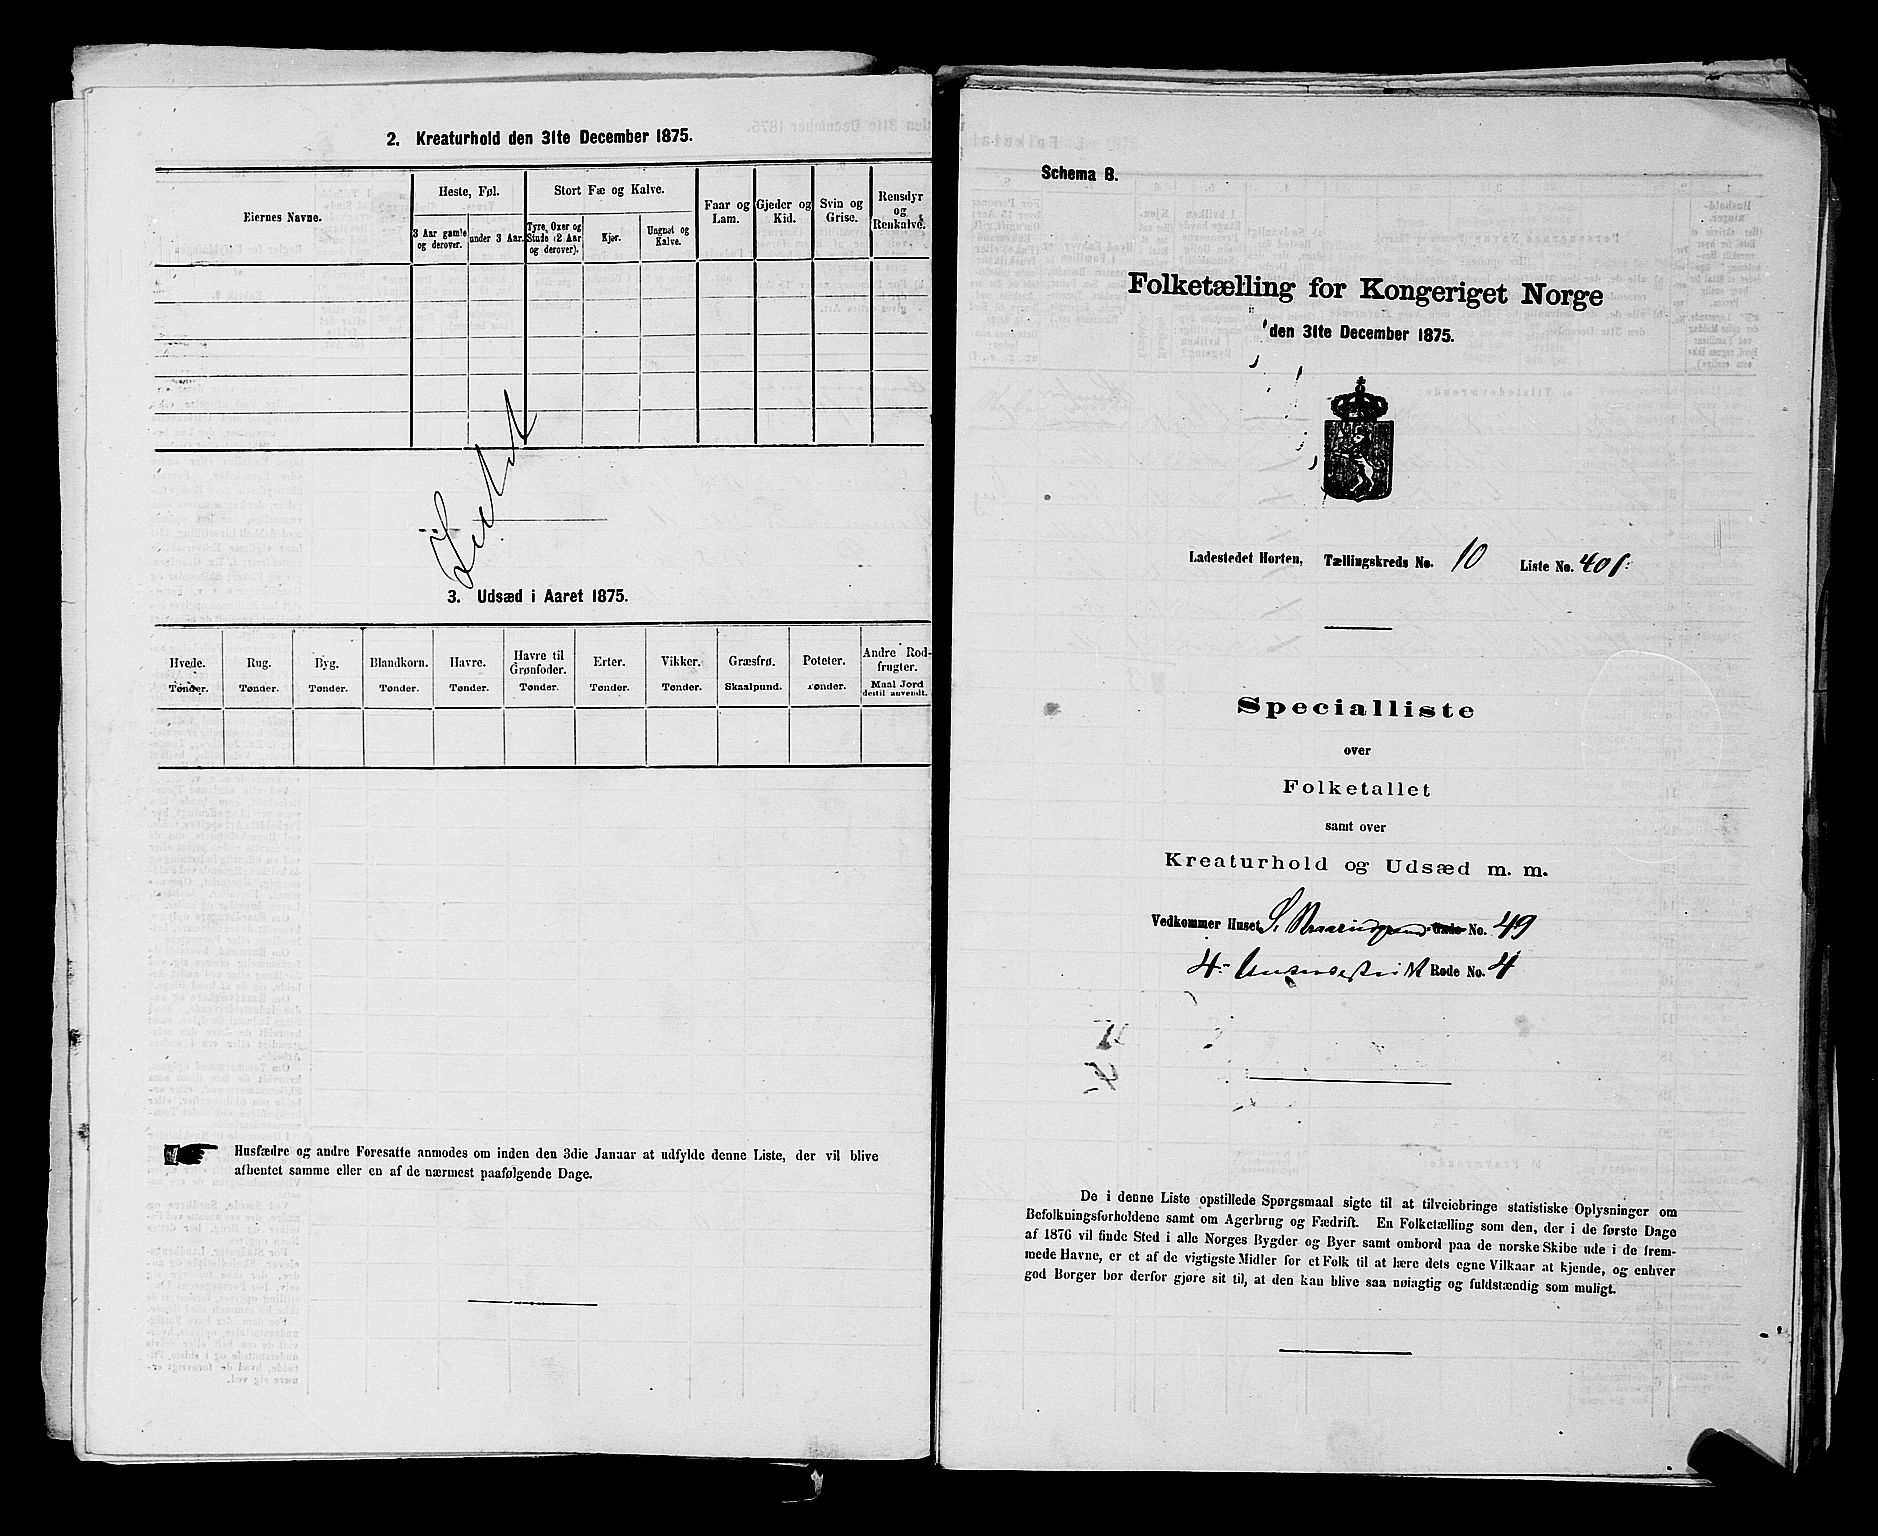 2. Kreaturhold den 31te December 1875.
Eiernes Navne.
Heste, Føl.
3 Aar gamle og derover.
under 3 Aar.
Stort Fæ og Kalve.
Tyre, Oxer og Stude (2 Aar og derover).
Kjør.
Ungnøt og Kalve.
Faar og Lam.
Gjeder og Kid.
Svin og Grise.
Rensdyr og Renkalve.
3. Udsæd i Aaret 1875.
Hvede. Tønder.
Rug. Tønder.
Byg. Tønder.
Blandkorn. Tønder.
Havre. Tønder.
Havre til Grønfoder. Tønder.
Erter. Tønder.
Vikker. Tønder.
Græsfrø. Skaalpund.
Poteter. Tønder.
Andre Rodfrugter. Maal Jord dertil anvendt.
Husfædre og andre Foresatte anmodes om inden den 3die Januar at udfylde denne Liste, der vil blive
afhentet samme eller en af de nærmest paafølgende Dage.
Schema B.
Folketælling for Kongeriget Norge
den 31te December 1875.
Ladestedet Horten, Tællingskreds No. 10 Liste No. 401
Specialliste
over
Folketallet
samt over
Kreaturhold og Udsæd m. m.
Vedkommer Huset Gade No. 49
4 Rode No. 4
De i denne Liste opstillede Spørgsmaal sigte til at tilveiebringe statistiske Oplysninger om
Befolkningsforholdene samt om Agerbrug og Fædrift. En Folketælling som den, der i de første Dage
af 1876 vil finde Sted i alle Norges Bygder og Byer samt ombord paa de norske Skibe ude i de frem-
mede Havne, er et af de vigtigste Midler for et Folk til at lære dets egne Vilkaar at kjende, og enhver
god Borger bør derfor gjøre sit til, at den kan blive saa nøiagtig og fuldstændig som muligt.